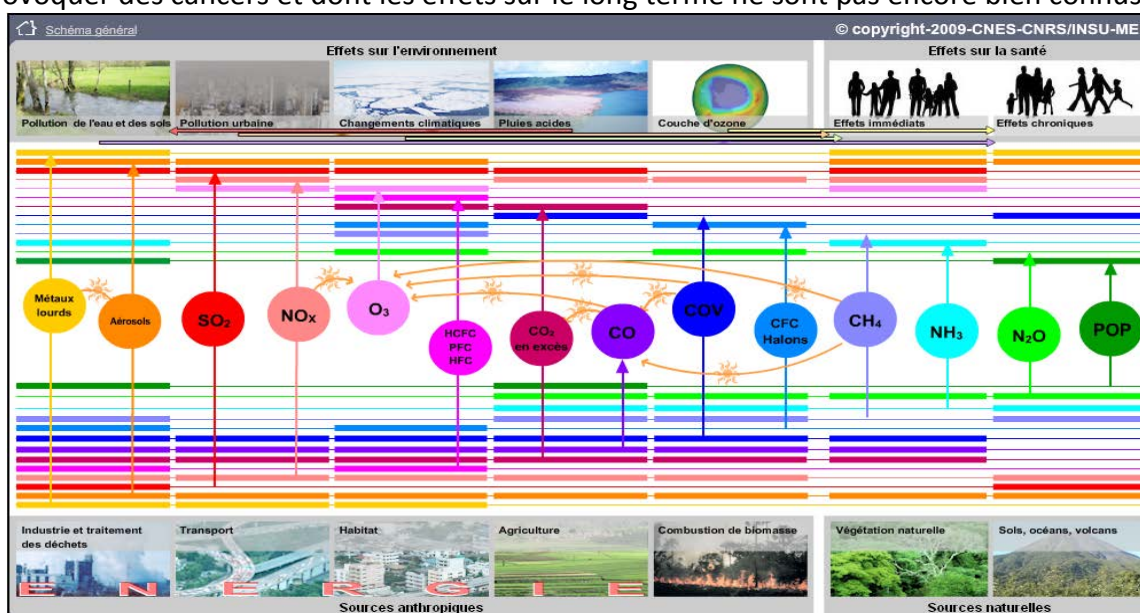 ovoquer des cancers et dont les effets sur le long terme ne sont pas encore bien connus
Schéma général
© copyright-2009-CNES-CNRS/INSU-ME
Effets sur l'environnement
Effets sur la santé
Pollution de l'eau et des sols
Pollution urbaine
Changements climatiques
Pluies acides
Couche d'ozone
Effets immédiats
Effets chroniques
Métaux
lourds
Aérosols
SO₂
NOx
O₃
HCFC
PFC
HFC
CO₂
en excès
CO
COV
CFC
Halons
CH₄
NH₃
N₂O
POP
Industrie et traitement
des déchets
Transport
Habitat
Agriculture
Combustion de biomasse
Végétation naturelle
Sols, océans, volcans
E N E R G I E
Sources anthropiques
Sources naturelles